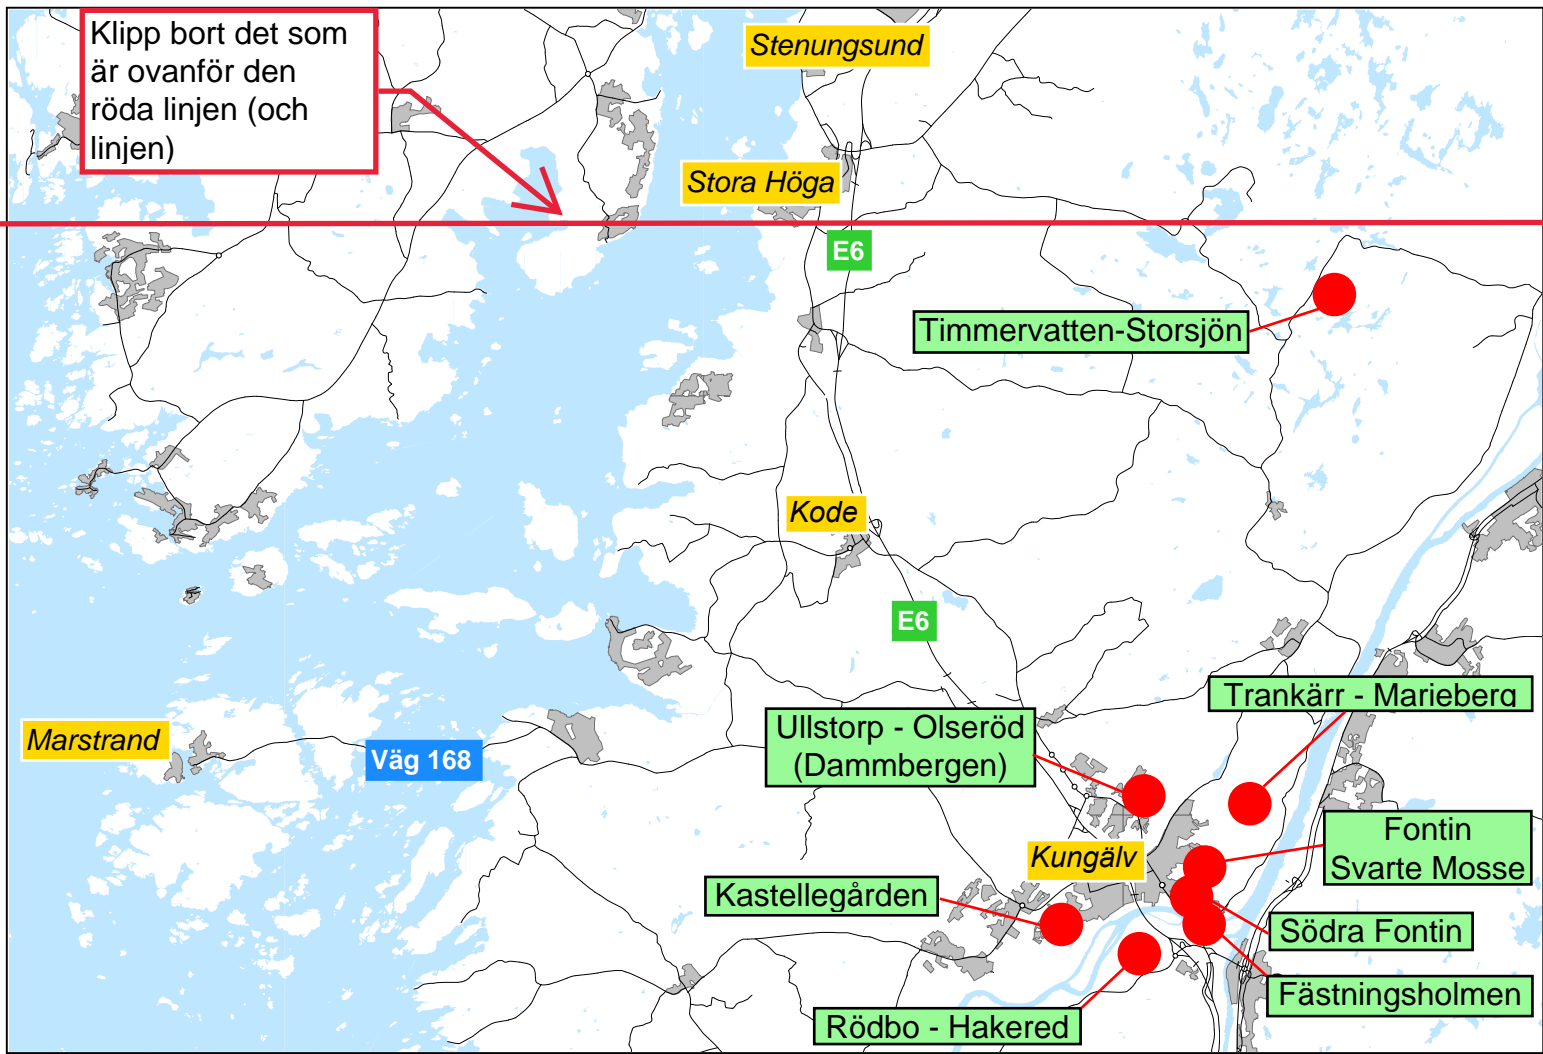 Klipp bort det som
är ovanför den
röda linjen (och
linjen)
Stenungsund
Stora Höga
E6
Timmervatten-Storsjön
Kode
E6
Trankärr - Marieberg
Ullstorp - Olseröd
(Dammbergen)
Marstrand
Väg 168
Fontin
Svarte Mosse
Kungälv
Kastellegården
Södra Fontin
Fästningsholmen
Rödbo - Hakered